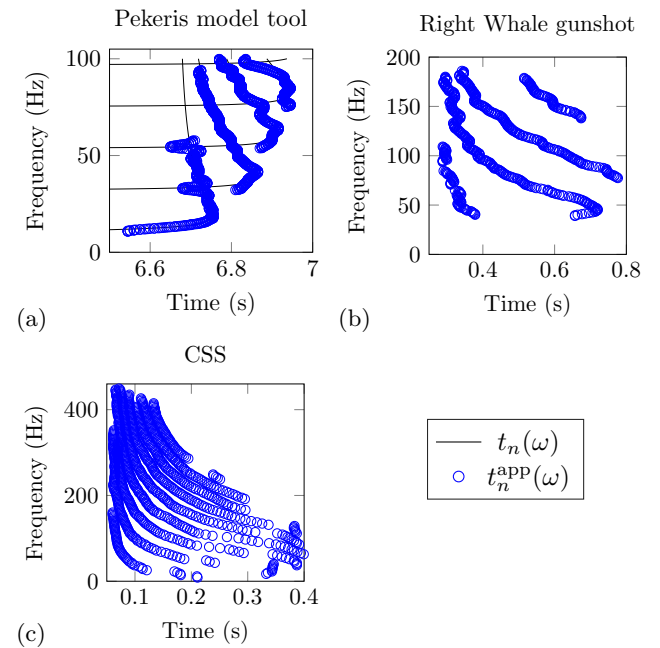 Pekeris model tool
100
50
0
Frequency (Hz)
6.6
6.8
7
Time (s)
(a)
Right Whale gunshot
200
150
100
50
0
Frequency (Hz)
0.4
0.6
0.8
Time (s)
(b)
CSS
400
200
0
Frequency (Hz)
0.1
0.2
0.3
0.4
Time (s)
(c)
tₙ(ω)
tₙᵃᵖᵖ(ω)